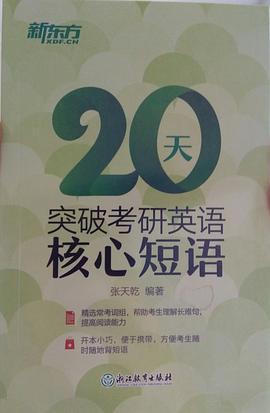 新东方
XDF.CN
20天
突破考研英语
核心短语
张天乾 编著
精选常考词组，帮助考生理解长难句，
提高阅读能力
开本小巧，便于携带，方便考生随
时随地背短语
浙江教育出版社